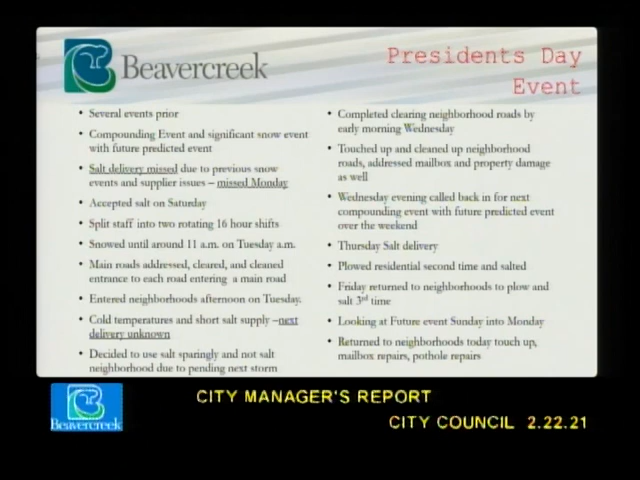 Beavercreek
Presidents Day
Event
• Several events prior
• Compounding Event and significant snow event
with future predicted event
• Salt delivery missed due to previous snow
events and supplier issues – missed Monday
• Accepted salt on Saturday
• Split staff into two rotating 16 hour shifts
• Snowed until around 11 a.m. on Tuesday a.m.
• Main roads addressed, cleared, and cleaned
entrance to each road entering a main road
• Entered neighborhoods afternoon on Tuesday.
• Cold temperatures and short salt supply –next
delivery unknown
• Decided to use salt sparingly and not salt
neighborhood due to pending next storm
• Completed clearing neighborhood roads by
early morning Wednesday
• Touched up and cleaned up neighborhood
roads, addressed mailbox and property damage
as well
• Wednesday evening called back in for next
compounding event with future predicted event
over the weekend
• Thursday Salt delivery
• Plowed residential second time and salted
• Friday returned to neighborhoods to plow and
salt 3rd time
• Looking at Future event Sunday into Monday
• Returned to neighborhoods today touch up,
mailbox repairs, pothole repairs
Beavercreek
CITY MANAGER'S REPORT
CITY COUNCIL 2.22.21